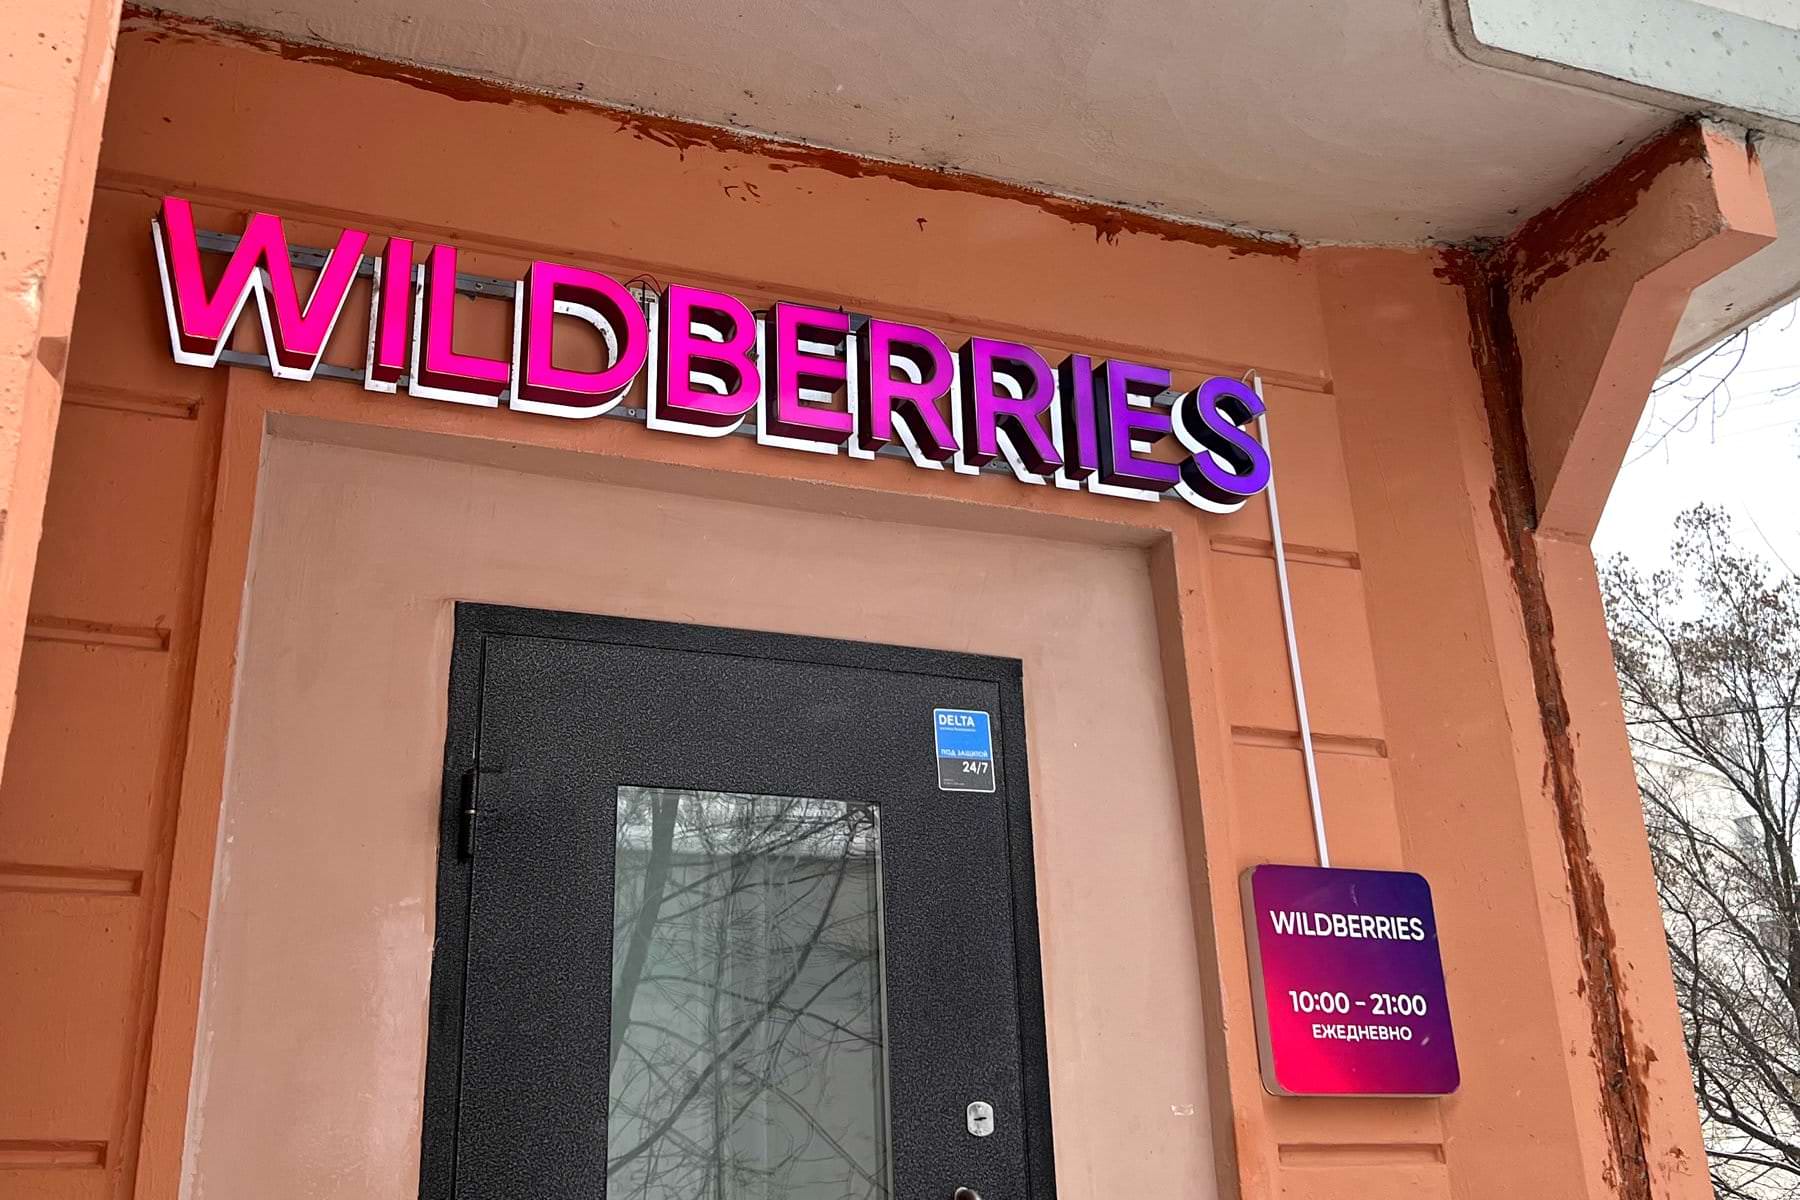 WILDBERRIES
DELTA
ПОД ЗАЩИТОЙ
24/7
WILDBERRIES
10:00 - 21:00
ЕЖЕДНЕВНО